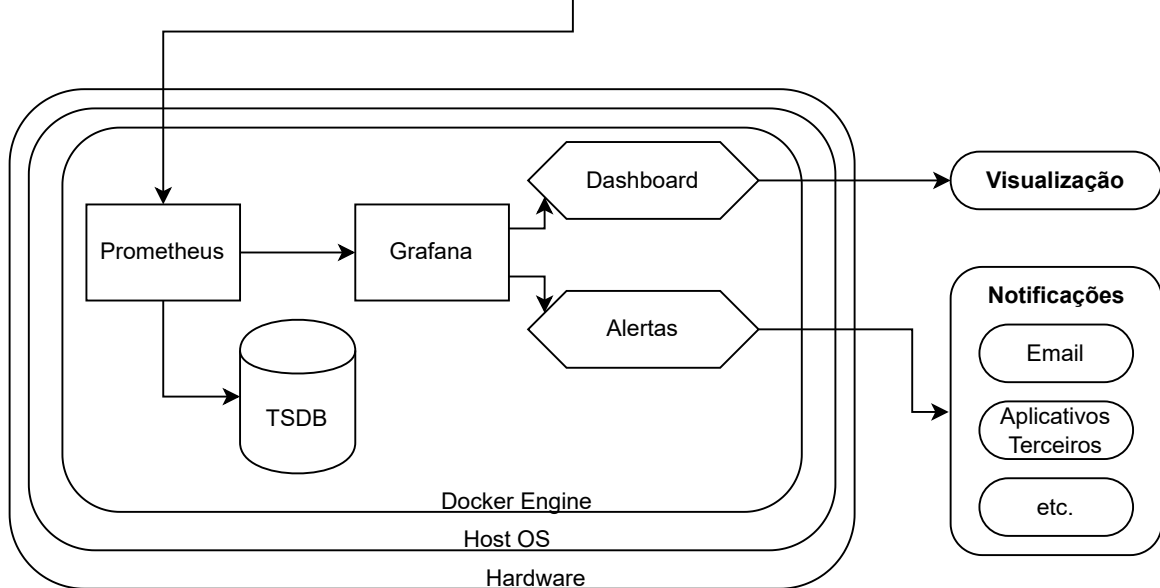 Dashboard
Visualização
Prometheus
Grafana
Alertas
Notificações
Email
Aplicativos
Terceiros
etc.
TSDB
Docker Engine
Host OS
Hardware